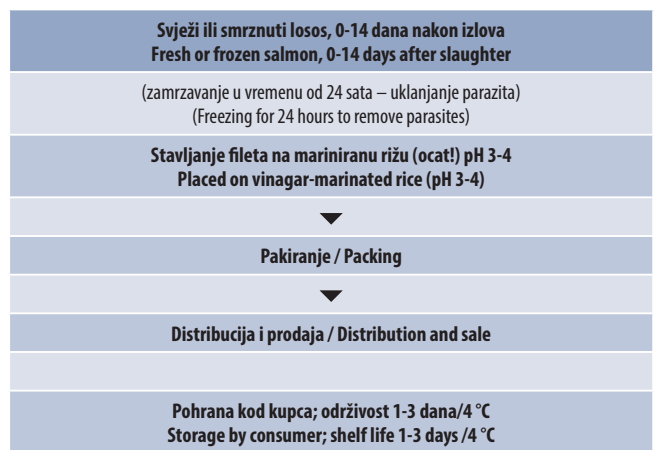 Svježi ili smrznuti losos, 0-14 dana nakon izlova
Fresh or frozen salmon, 0-14 days after slaughter
(zamrzavanje u vremenu od 24 sata – uklanjanje parazita)
(Freezing for 24 hours to remove parasites)
Stavljanje fileta na mariniranu rižu (ocat!) pH 3-4
Placed on vinagar-marinated rice (pH 3-4)
Pakiranje / Packing
Distribucija i prodaja / Distribution and sale
Pohrana kod kupca; održivost 1-3 dana/4 °C
Storage by consumer; shelf life 1-3 days /4 °C